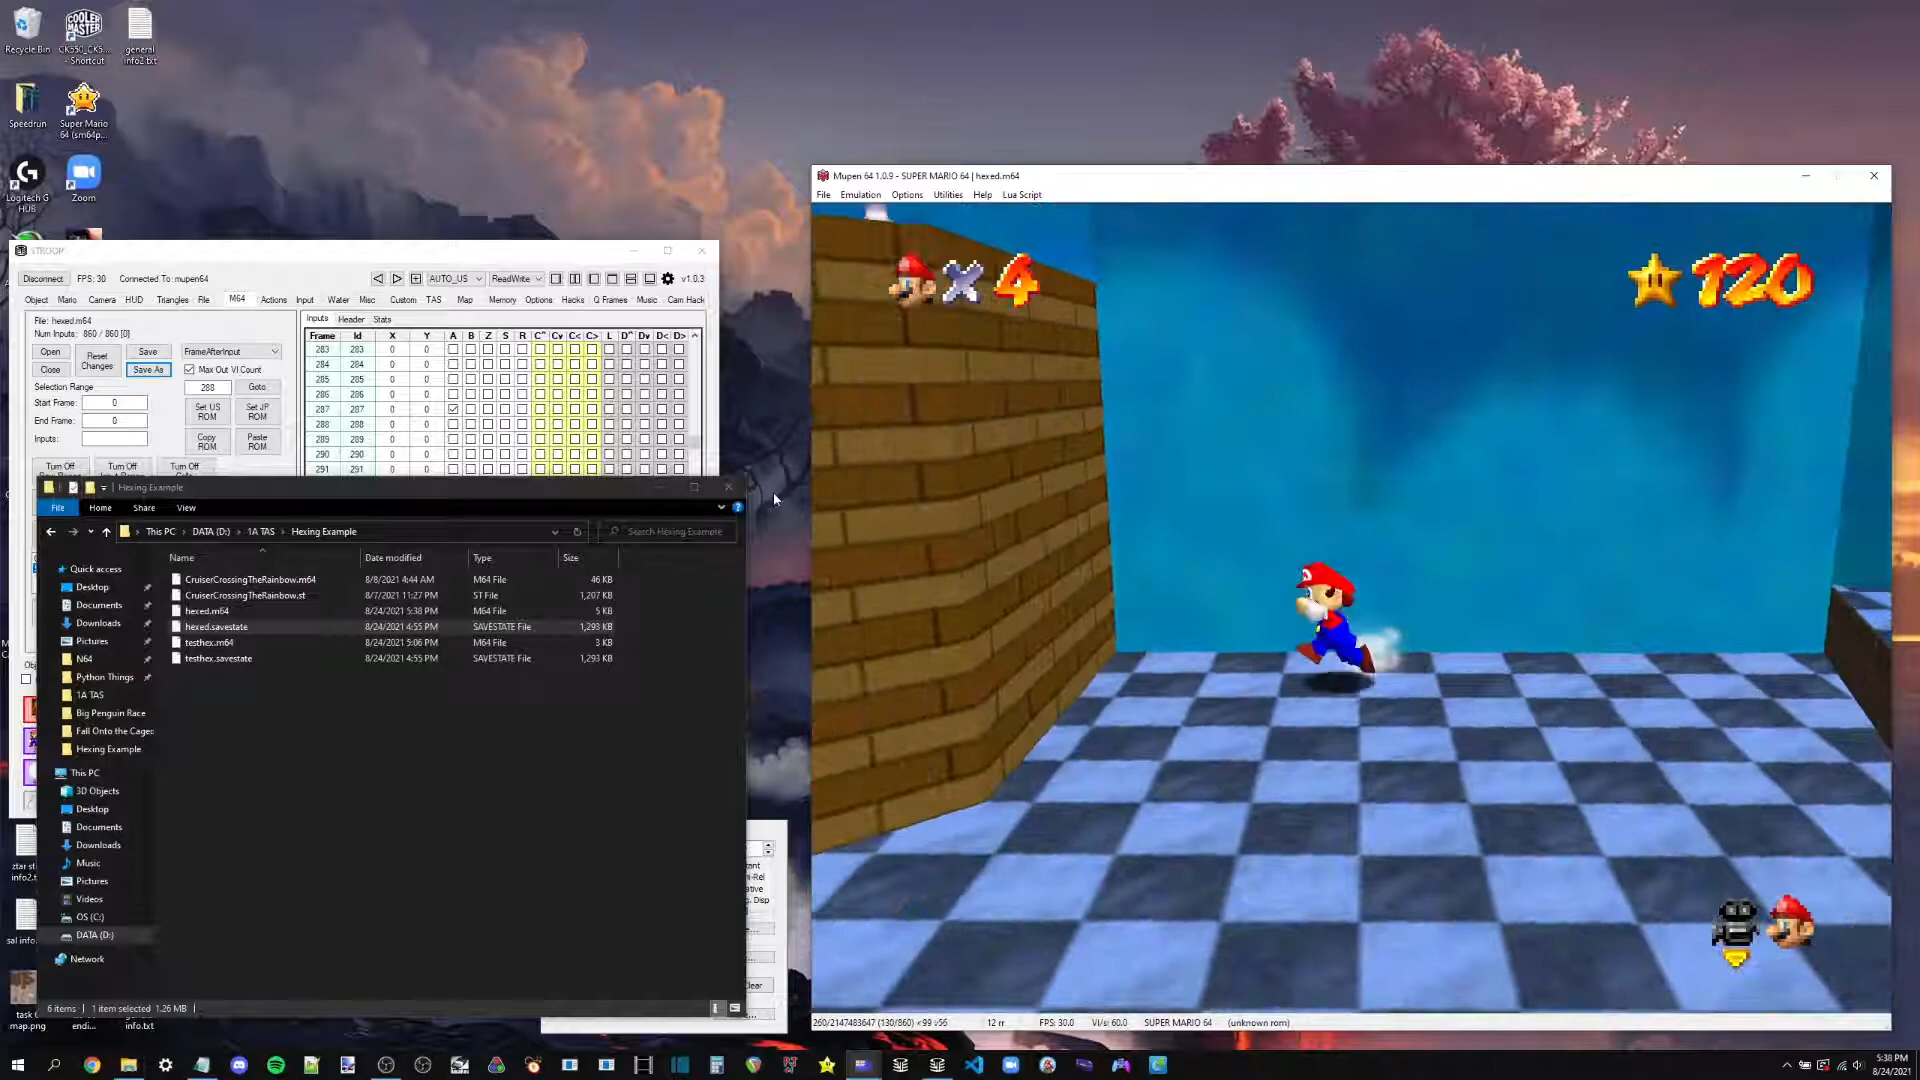 Recycle Bin
CK550_CK5...
- Shortcut
general
info2.txt
Speedrun
Super Mario
64 (sm64p...
Logitech G
HUB
Zoom
STROOP
Disconnect FPS: 30 Connected To: mupen64
AUTO_US ReadWrite v1.0.3
Object Mario Camera HUD Triangles File M64 Actions Input Water Misc Custom TAS Map Memory Options Hacks Q Frames Music Cam Hack
File: hexed.m64
Num Inputs: 860 / 860 [0]
Open Reset Changes Save FrameAfterInput
Close Save As Max Out VI Count
Selection Range 288 Goto
Start Frame: 0 Set US ROM Set JP ROM
End Frame: 0
Inputs: Copy ROM Paste ROM
Turn Off Turn Off Turn Off
Inputs Header Stats
Frame Id X Y A B Z S R C^ Cv C< C> L D^ Dv D< D>
283 283 0 0
284 284 0 0
285 285 0 0
286 286 0 0
287 287 0 0
288 288 0 0
289 289 0 0
290 290 0 0
291 291 0 0
Hexing Example
File Home Share View
This PC DATA (D:) 1A TAS Hexing Example Search Hexing Example
Name Date modified Type Size
CruiserCrossingTheRainbow.m64 8/8/2021 4:44 AM M64 File 46 KB
CruiserCrossingTheRainbow.st 8/7/2021 11:27 PM ST File 1,207 KB
hexed.m64 8/24/2021 5:38 PM M64 File 5 KB
hexed.savestate 8/24/2021 4:55 PM SAVESTATE File 1,293 KB
testhex.m64 8/24/2021 5:06 PM M64 File 3 KB
testhex.savestate 8/24/2021 4:55 PM SAVESTATE File 1,293 KB
Quick access
Desktop
Documents
Downloads
Pictures
N64
Python Things
1A TAS
Big Penguin Race
Fall Onto the Cagec
Hexing Example
This PC
3D Objects
Desktop
Documents
Downloads
Music
Pictures
Videos
OS (C:)
DATA (D:)
Network
6 items 1 item selected 1.26 MB
Mupen 64 1.0.9 - SUPER MARIO 64 | hexed.m64
File Emulation Options Utilities Help Lua Script
4
120
260/2147483647 (130/860) 12 rr FPS: 30.0 VI/s: 60.0 SUPER MARIO 64 (unknown rom)
map.png
endi...
info.txt
5:38 PM
8/24/2021